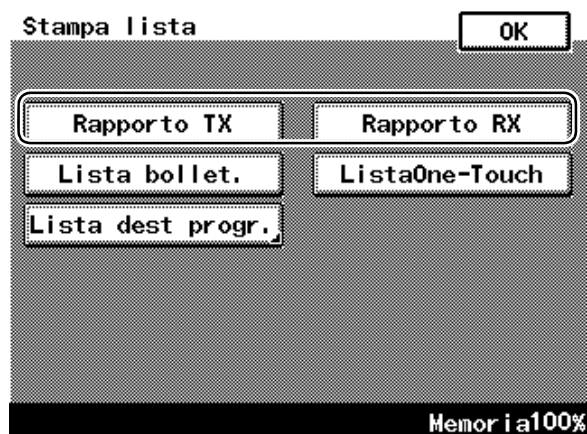 Stampa lista
OK
Rapporto TX
Rapporto RX
Lista bollet.
ListaOne-Touch
Lista dest progr.
Memoria100%